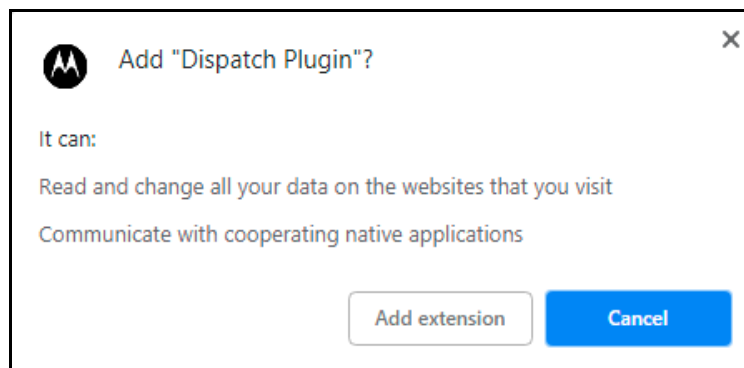 Add "Dispatch Plugin"?
It can:
Read and change all your data on the websites that you visit
Communicate with cooperating native applications
Add extension
Cancel